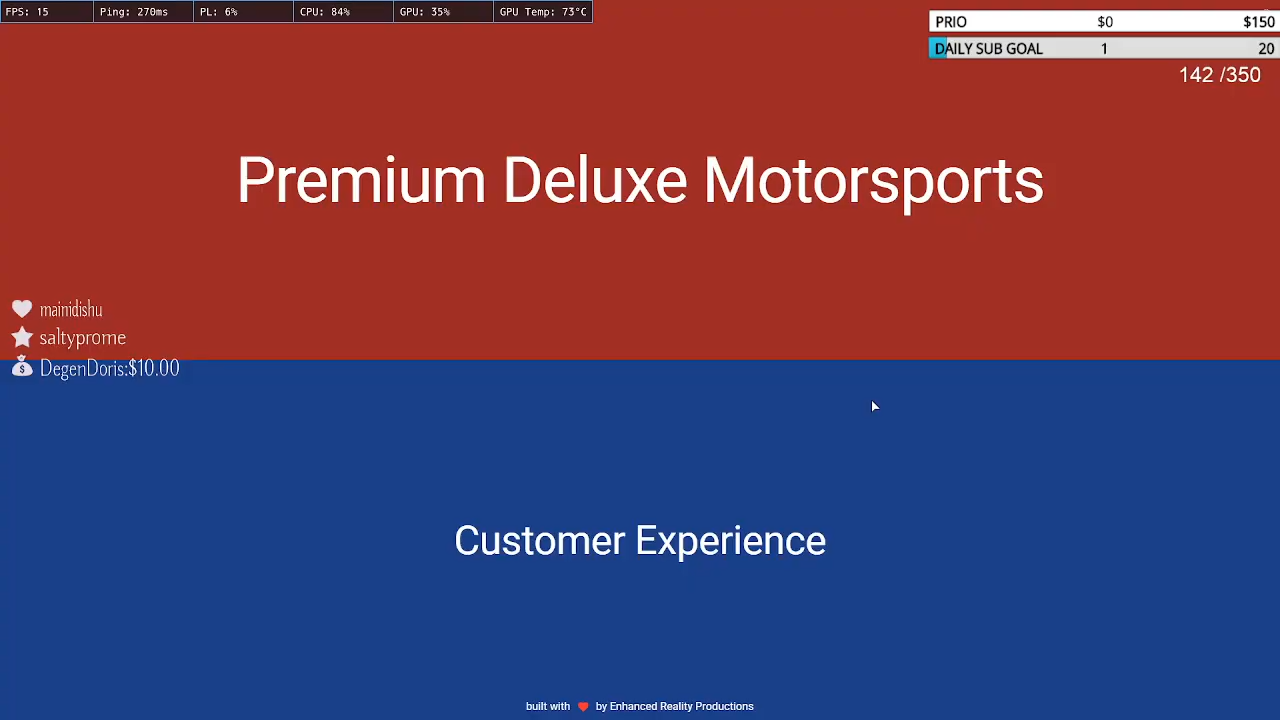 FPS: 15 Ping: 270ms PL: 6% CPU: 84% GPU: 35% GPU Temp: 73°C
PRIO $0 $150
DAILY SUB GOAL 1 20
142 /350
Premium Deluxe Motorsports
mainidishu
saltyprome
DegenDoris:$10.00
Customer Experience
built with ❤ by Enhanced Reality Productions